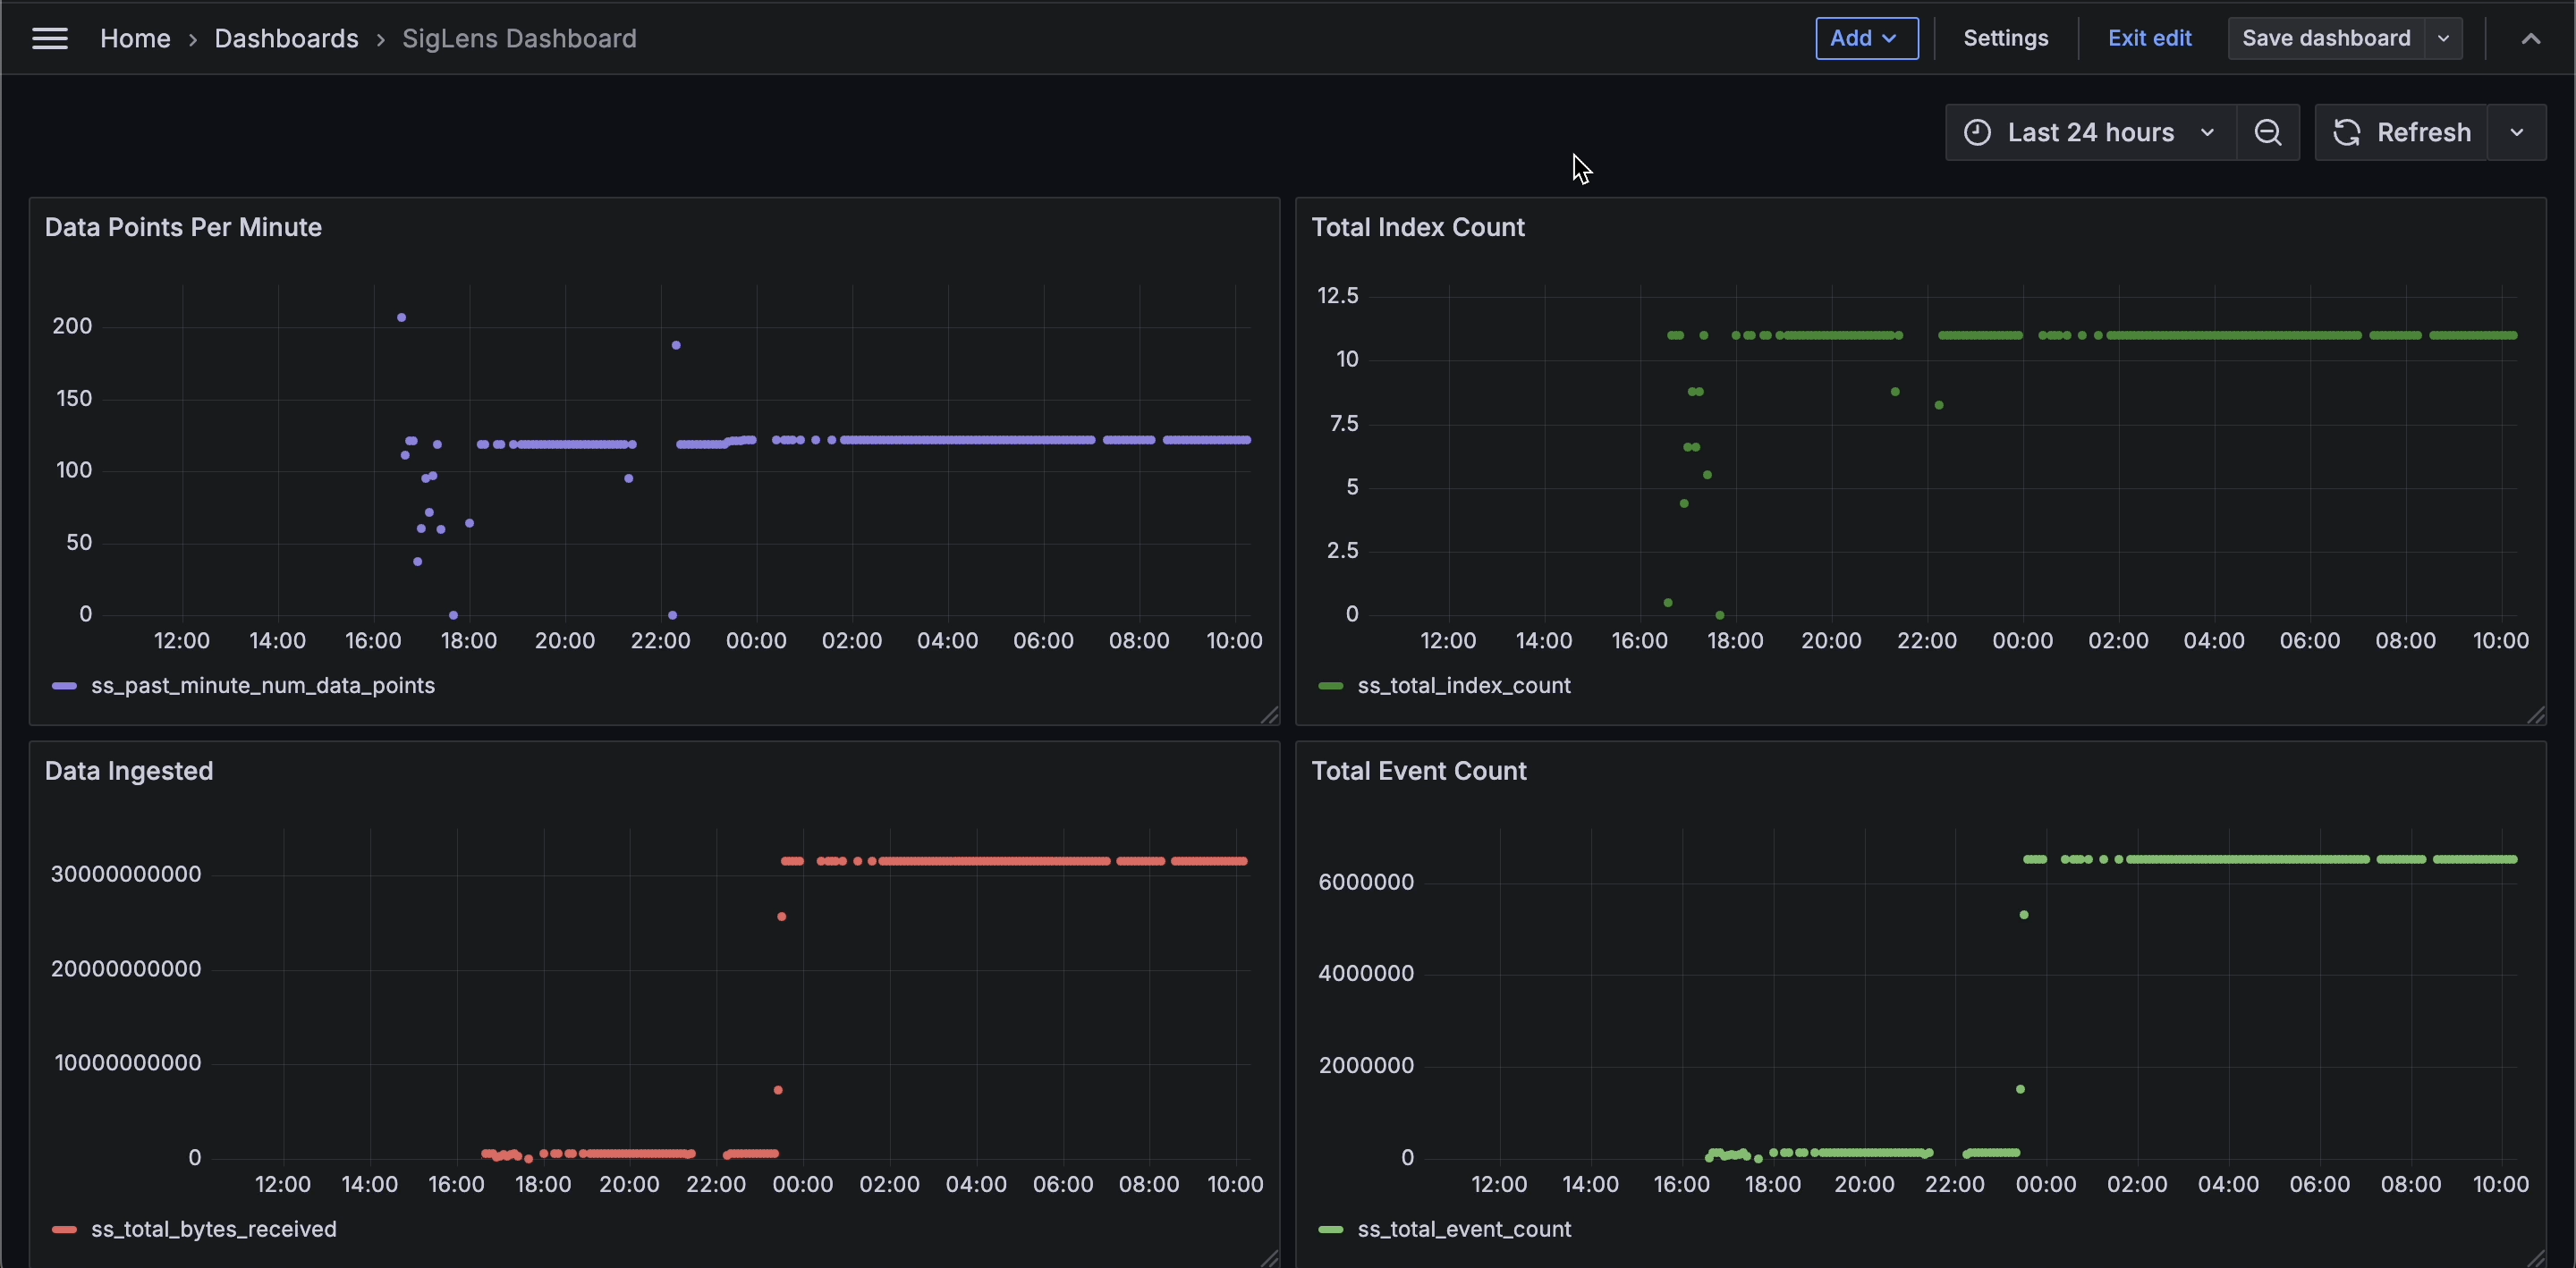 Home › Dashboards › SigLens Dashboard Add Settings Exit edit Save dashboard
Last 24 hours Refresh
Data Points Per Minute
200
150
100
50
0
12:00 14:00 16:00 18:00 20:00 22:00 00:00 02:00 04:00 06:00 08:00 10:00
ss_past_minute_num_data_points
Total Index Count
12.5
10
7.5
5
2.5
0
12:00 14:00 16:00 18:00 20:00 22:00 00:00 02:00 04:00 06:00 08:00 10:00
ss_total_index_count
Data Ingested
30000000000
20000000000
10000000000
0
12:00 14:00 16:00 18:00 20:00 22:00 00:00 02:00 04:00 06:00 08:00 10:00
ss_total_bytes_received
Total Event Count
6000000
4000000
2000000
0
12:00 14:00 16:00 18:00 20:00 22:00 00:00 02:00 04:00 06:00 08:00 10:00
ss_total_event_count